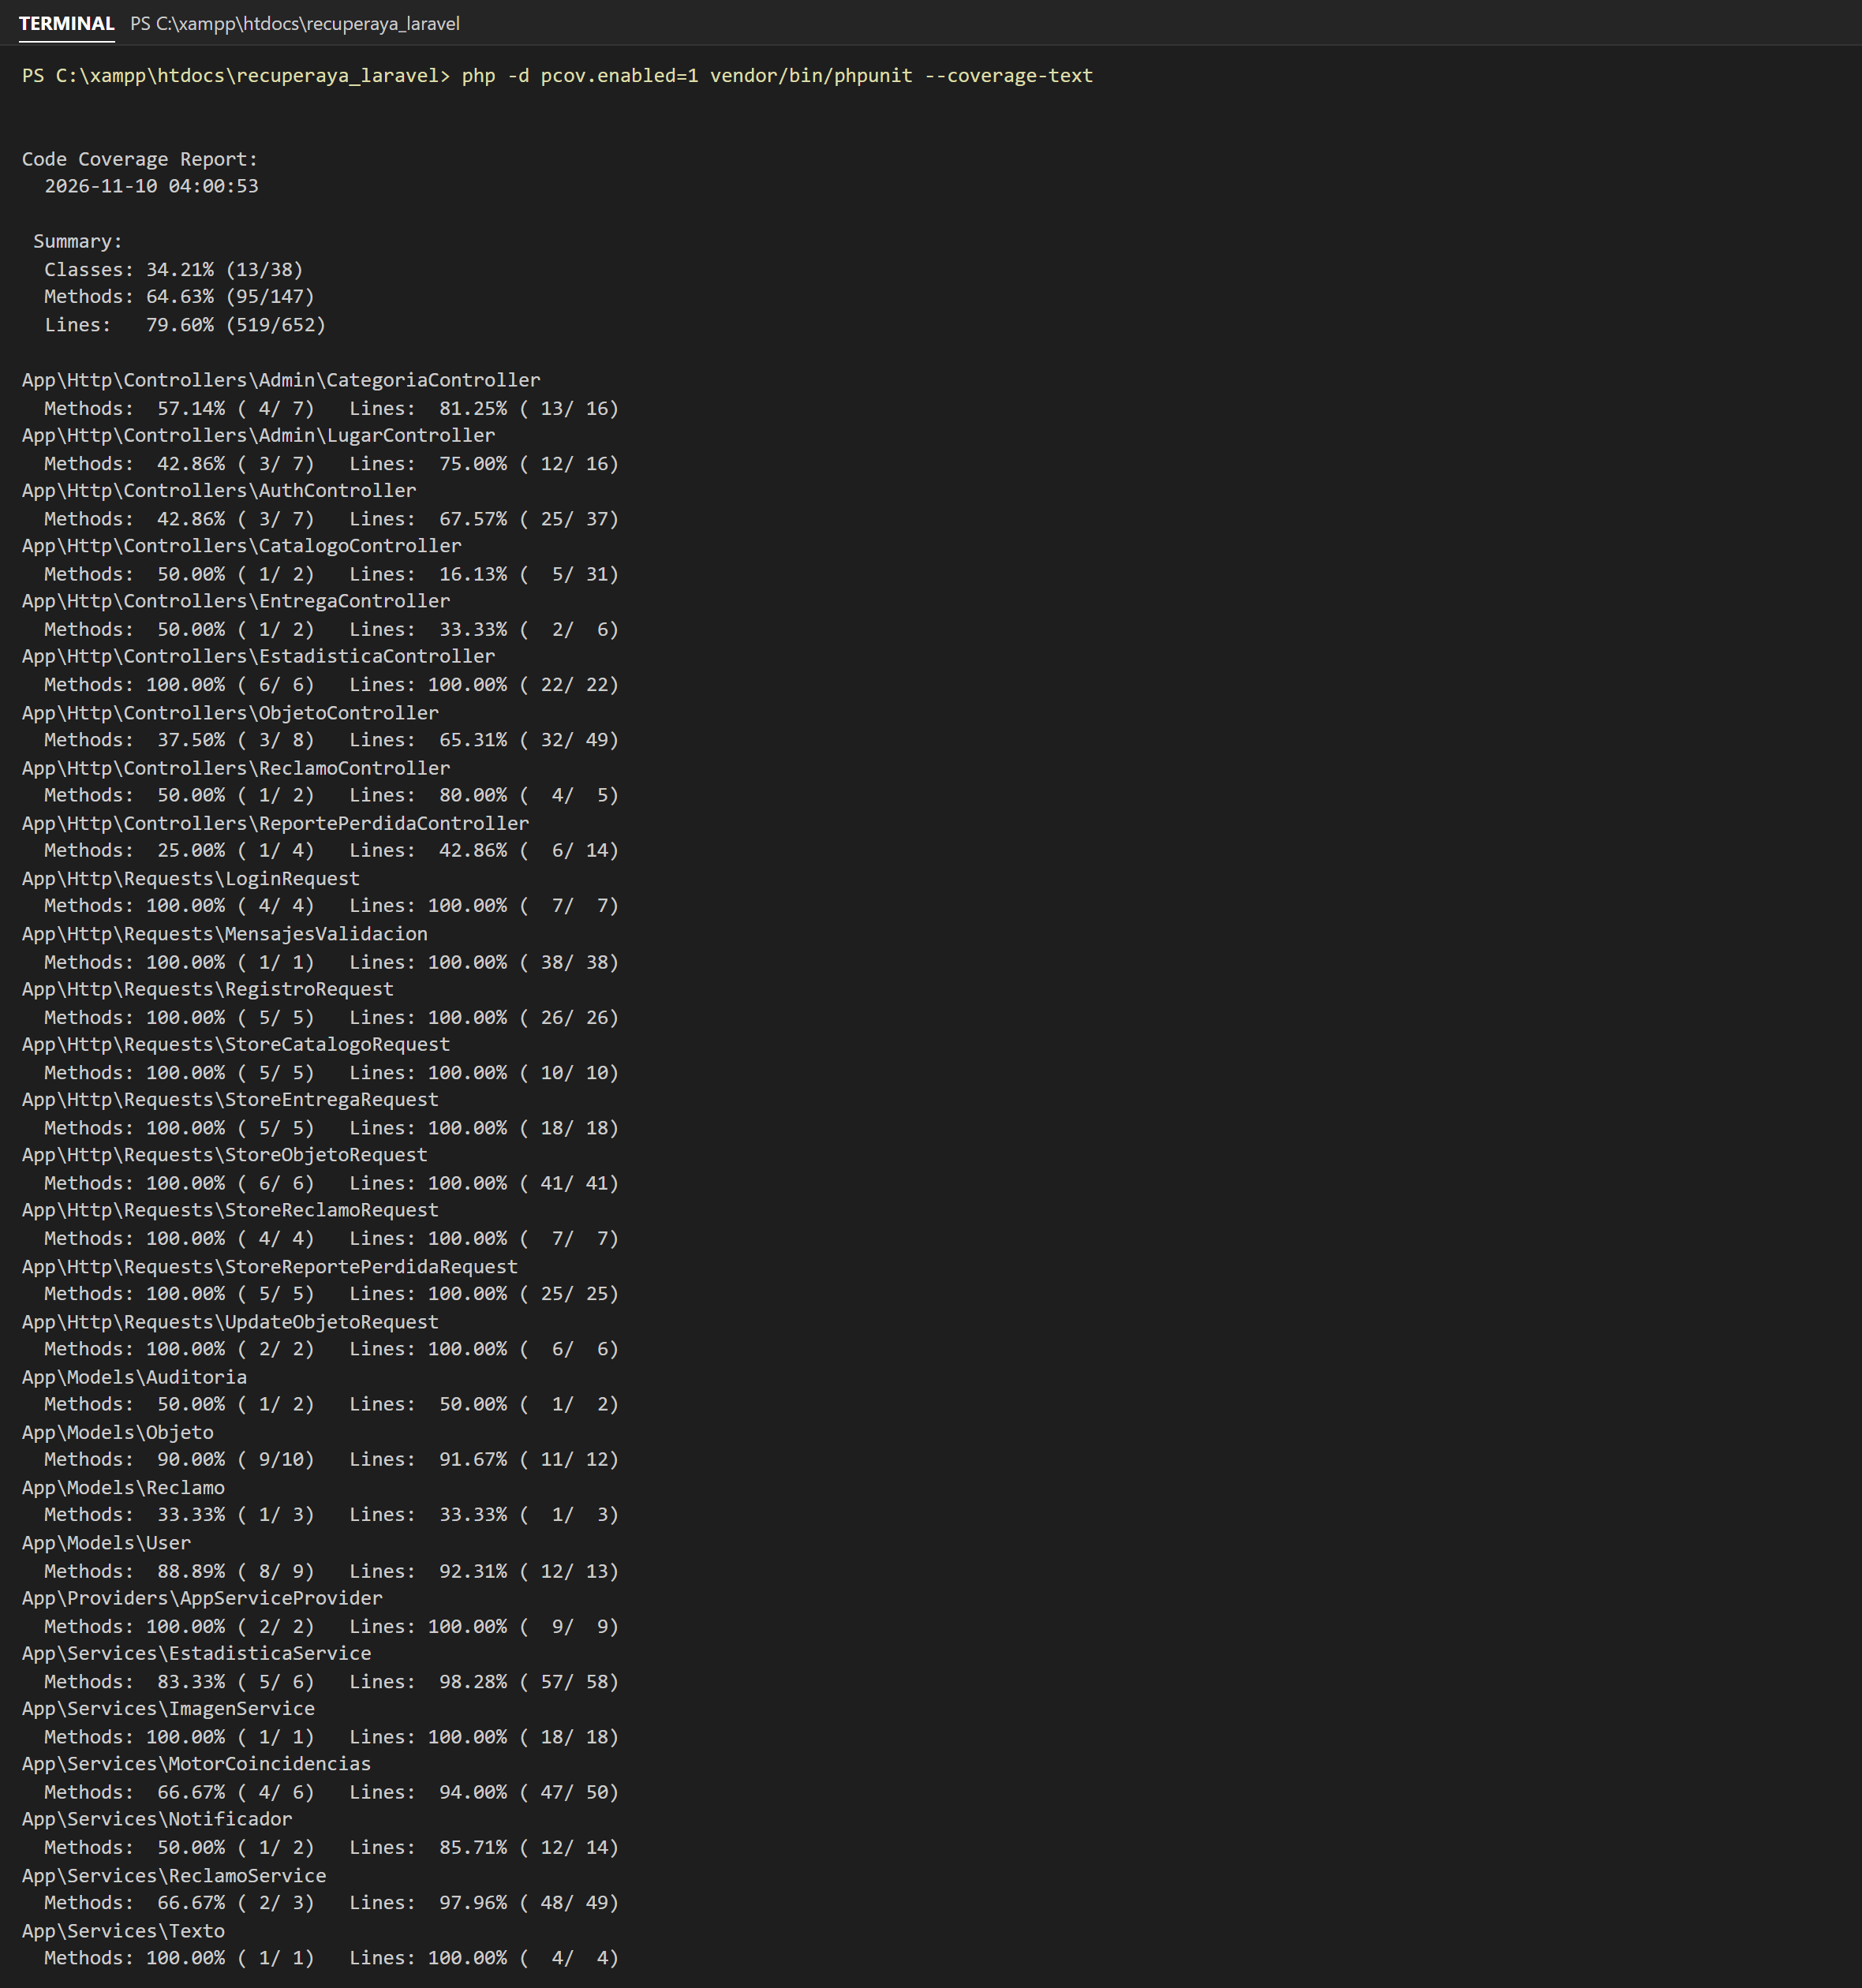 TERMINAL PS C:\xampp\htdocs\recuperaya_laravel
PS C:\xampp\htdocs\recuperaya_laravel> php -d pcov.enabled=1 vendor/bin/phpunit --coverage-text
Code Coverage Report:
  2026-11-10 04:00:53
 Summary:
  Classes: 34.21% (13/38)
  Methods: 64.63% (95/147)
  Lines:   79.60% (519/652)
App\Http\Controllers\Admin\CategoriaController
  Methods:  57.14% ( 4/ 7)   Lines:  81.25% ( 13/ 16)
App\Http\Controllers\Admin\LugarController
  Methods:  42.86% ( 3/ 7)   Lines:  75.00% ( 12/ 16)
App\Http\Controllers\AuthController
  Methods:  42.86% ( 3/ 7)   Lines:  67.57% ( 25/ 37)
App\Http\Controllers\CatalogoController
  Methods:  50.00% ( 1/ 2)   Lines:  16.13% (  5/ 31)
App\Http\Controllers\EntregaController
  Methods:  50.00% ( 1/ 2)   Lines:  33.33% (  2/  6)
App\Http\Controllers\EstadisticaController
  Methods: 100.00% ( 6/ 6)   Lines: 100.00% ( 22/ 22)
App\Http\Controllers\ObjetoController
  Methods:  37.50% ( 3/ 8)   Lines:  65.31% ( 32/ 49)
App\Http\Controllers\ReclamoController
  Methods:  50.00% ( 1/ 2)   Lines:  80.00% (  4/  5)
App\Http\Controllers\ReportePerdidaController
  Methods:  25.00% ( 1/ 4)   Lines:  42.86% (  6/ 14)
App\Http\Requests\LoginRequest
  Methods: 100.00% ( 4/ 4)   Lines: 100.00% (  7/  7)
App\Http\Requests\MensajesValidacion
  Methods: 100.00% ( 1/ 1)   Lines: 100.00% ( 38/ 38)
App\Http\Requests\RegistroRequest
  Methods: 100.00% ( 5/ 5)   Lines: 100.00% ( 26/ 26)
App\Http\Requests\StoreCatalogoRequest
  Methods: 100.00% ( 5/ 5)   Lines: 100.00% ( 10/ 10)
App\Http\Requests\StoreEntregaRequest
  Methods: 100.00% ( 5/ 5)   Lines: 100.00% ( 18/ 18)
App\Http\Requests\StoreObjetoRequest
  Methods: 100.00% ( 6/ 6)   Lines: 100.00% ( 41/ 41)
App\Http\Requests\StoreReclamoRequest
  Methods: 100.00% ( 4/ 4)   Lines: 100.00% (  7/  7)
App\Http\Requests\StoreReportePerdidaRequest
  Methods: 100.00% ( 5/ 5)   Lines: 100.00% ( 25/ 25)
App\Http\Requests\UpdateObjetoRequest
  Methods: 100.00% ( 2/ 2)   Lines: 100.00% (  6/  6)
App\Models\Auditoria
  Methods:  50.00% ( 1/ 2)   Lines:  50.00% (  1/  2)
App\Models\Objeto
  Methods:  90.00% ( 9/10)   Lines:  91.67% ( 11/ 12)
App\Models\Reclamo
  Methods:  33.33% ( 1/ 3)   Lines:  33.33% (  1/  3)
App\Models\User
  Methods:  88.89% ( 8/ 9)   Lines:  92.31% ( 12/ 13)
App\Providers\AppServiceProvider
  Methods: 100.00% ( 2/ 2)   Lines: 100.00% (  9/  9)
App\Services\EstadisticaService
  Methods:  83.33% ( 5/ 6)   Lines:  98.28% ( 57/ 58)
App\Services\ImagenService
  Methods: 100.00% ( 1/ 1)   Lines: 100.00% ( 18/ 18)
App\Services\MotorCoincidencias
  Methods:  66.67% ( 4/ 6)   Lines:  94.00% ( 47/ 50)
App\Services\Notificador
  Methods:  50.00% ( 1/ 2)   Lines:  85.71% ( 12/ 14)
App\Services\ReclamoService
  Methods:  66.67% ( 2/ 3)   Lines:  97.96% ( 48/ 49)
App\Services\Texto
  Methods: 100.00% ( 1/ 1)   Lines: 100.00% (  4/  4)